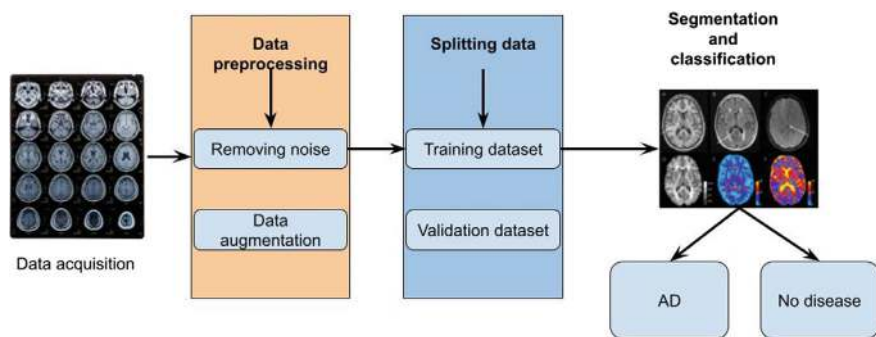 Data acquisition
Data
preprocessing
Removing noise
Data
augmentation
Splitting data
Training dataset
Validation dataset
Segmentation
and
classification
AD
No disease